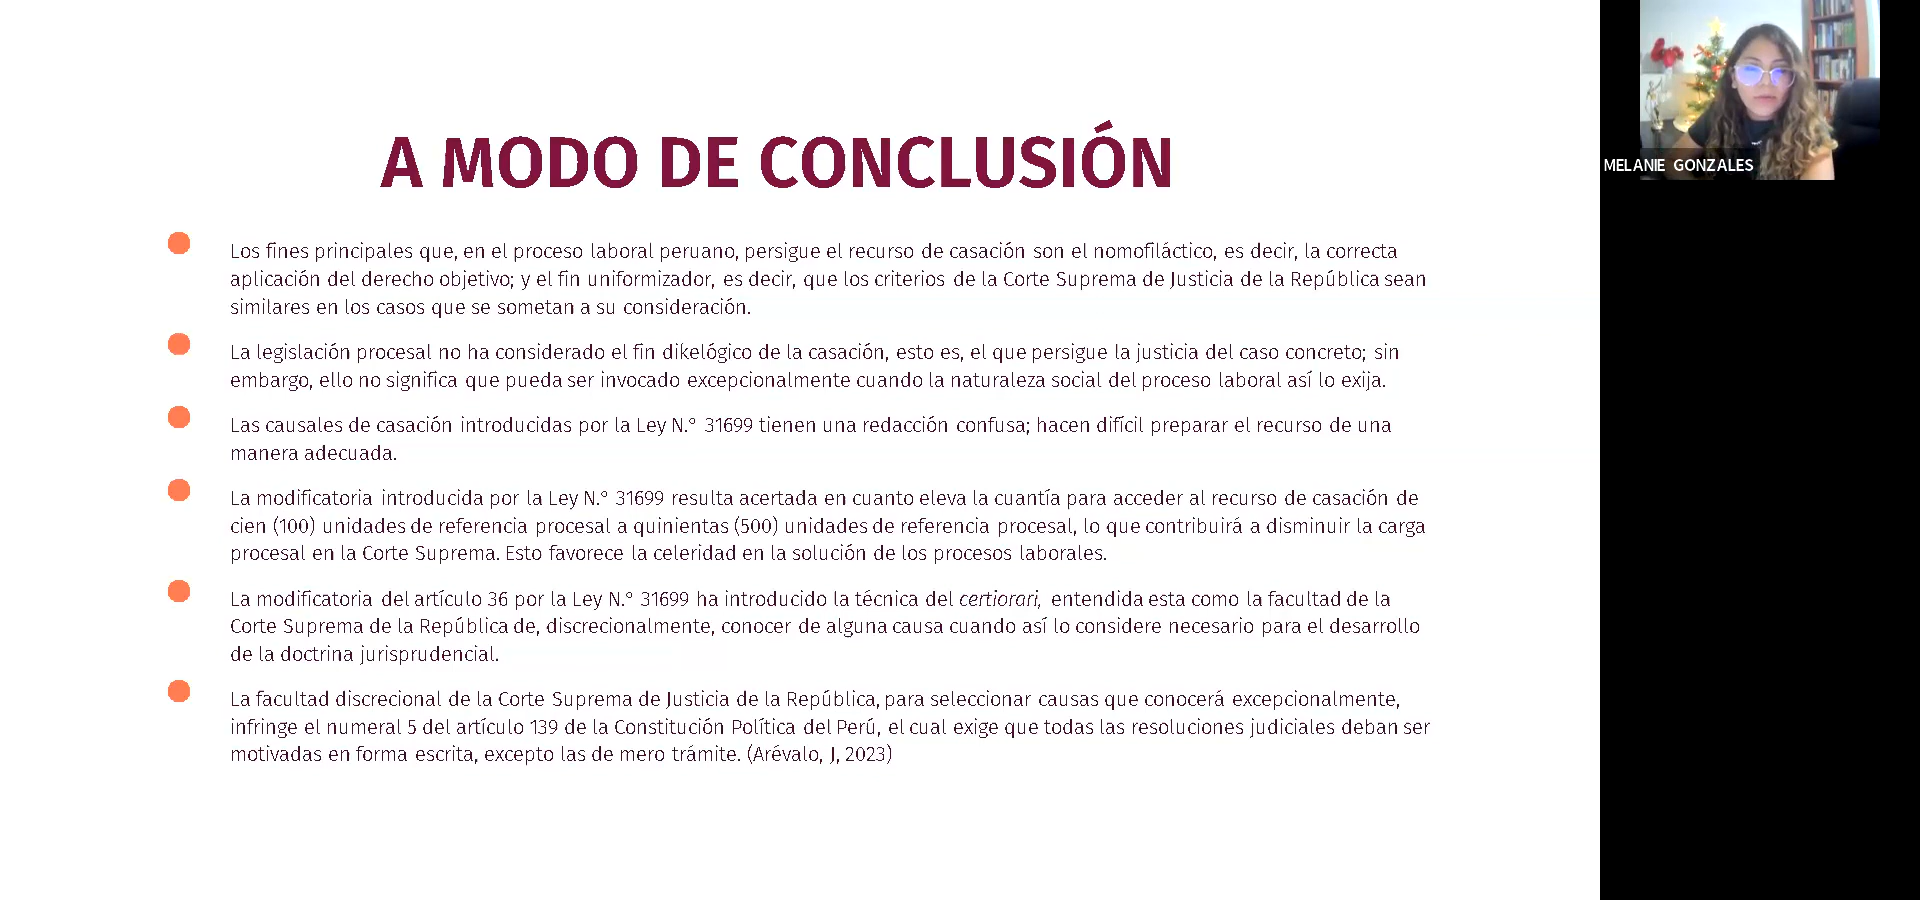 A MODO DE CONCLUSIÓN
Los fines principales que, en el proceso laboral peruano, persigue el recurso de casación son el nomofiláctico, es decir, la correcta
aplicación del derecho objetivo; y el fin uniformizador, es decir, que los criterios de la Corte Suprema de Justicia de la República sean
similares en los casos que se sometan a su consideración.
La legislación procesal no ha considerado el fin dikelógico de la casación, esto es, el que persigue la justicia del caso concreto; sin
embargo, ello no significa que pueda ser invocado excepcionalmente cuando la naturaleza social del proceso laboral así lo exija.
Las causales de casación introducidas por la Ley N.° 31699 tienen una redacción confusa; hacen difícil preparar el recurso de una
manera adecuada.
La modificatoria introducida por la Ley N.° 31699 resulta acertada en cuanto eleva la cuantía para acceder al recurso de casación de
cien (100) unidades de referencia procesal a quinientas (500) unidades de referencia procesal, lo que contribuirá a disminuir la carga
procesal en la Corte Suprema. Esto favorece la celeridad en la solución de los procesos laborales.
La modificatoria del artículo 36 por la Ley N.° 31699 ha introducido la técnica del certiorari, entendida esta como la facultad de la
Corte Suprema de la República de, discrecionalmente, conocer de alguna causa cuando así lo considere necesario para el desarrollo
de la doctrina jurisprudencial.
La facultad discrecional de la Corte Suprema de Justicia de la República, para seleccionar causas que conocerá excepcionalmente,
infringe el numeral 5 del artículo 139 de la Constitución Política del Perú, el cual exige que todas las resoluciones judiciales deban ser
motivadas en forma escrita, excepto las de mero trámite. (Arévalo, J, 2023)
MELANIE GONZALES